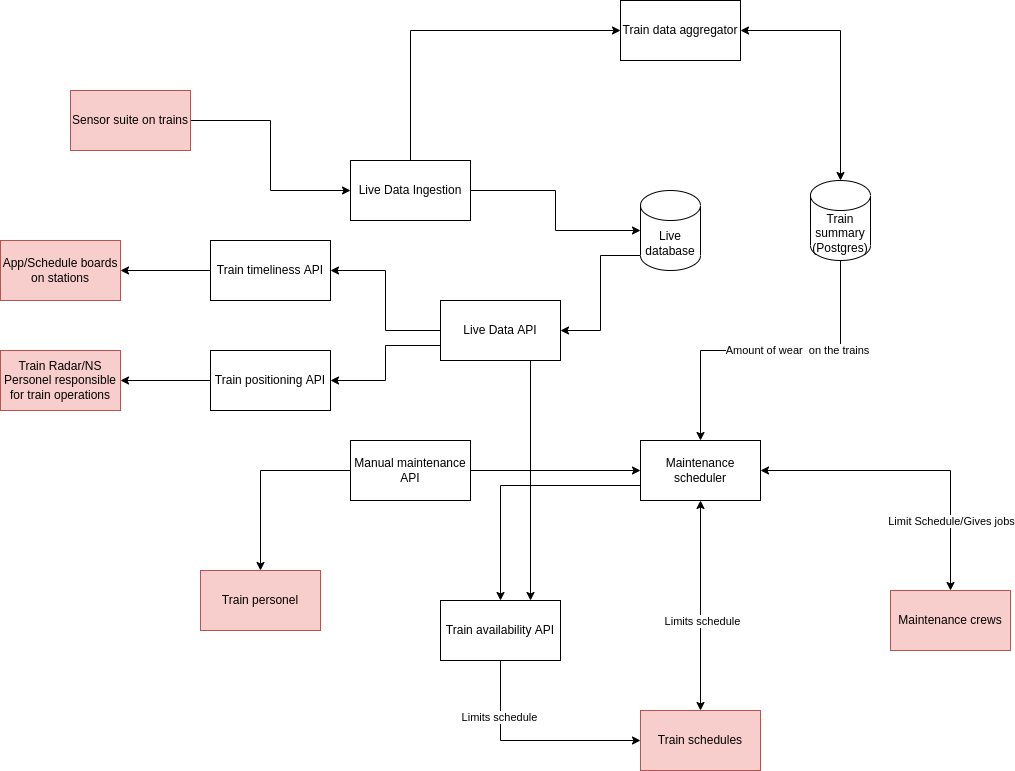 Train data aggregator
Sensor suite on trains
Live Data Ingestion
Train
summary
(Postgres)
Live
database
App/Schedule boards
on stations
Train timeliness API
Live Data API
Amount of wear  on the trains
Train Radar/NS
Personel responsible
for train operations
Train positioning API
Manual maintenance
API
Maintenance
scheduler
Limit Schedule/Gives jobs
Train personel
Train availability API
Limits schedule
Maintenance crews
Limits schedule
Train schedules